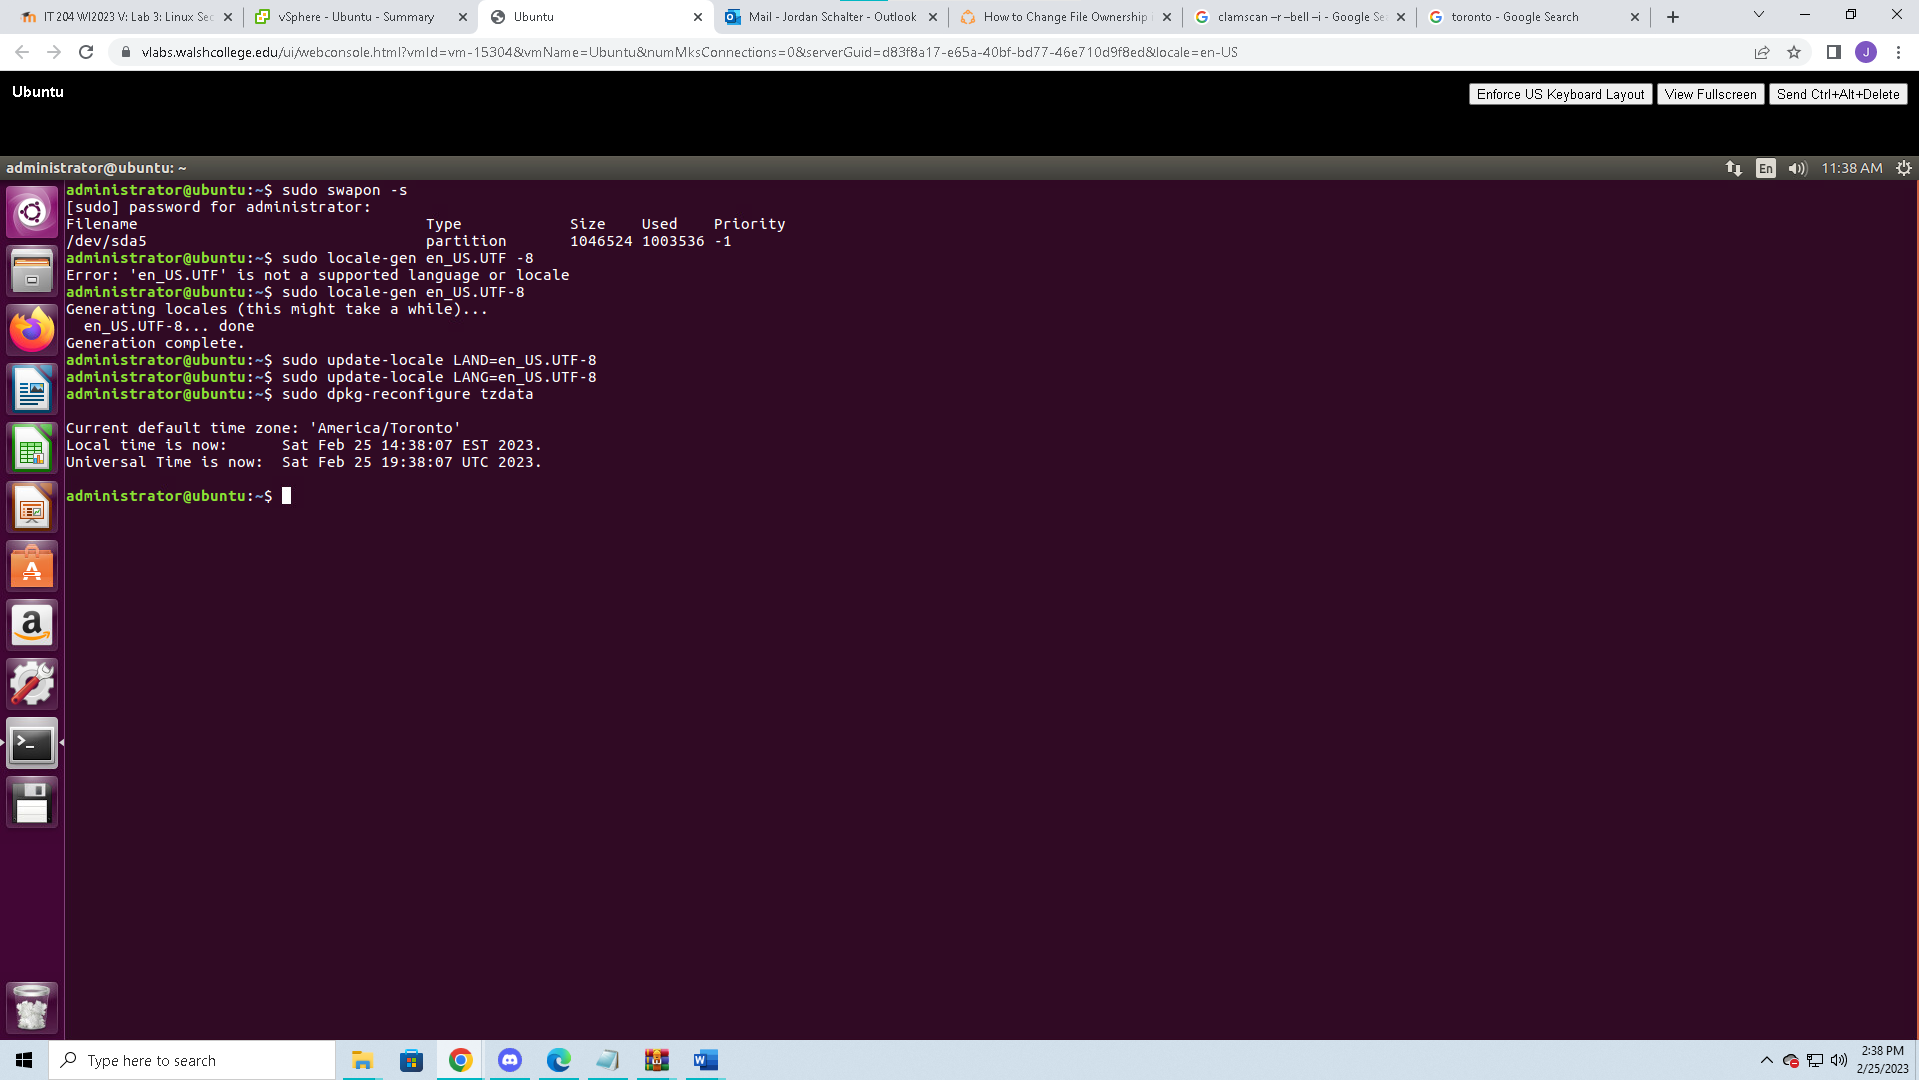 IT 204 WI2023 V: Lab 3: Linux Sec
vSphere - Ubuntu - Summary
Ubuntu
Mail - Jordan Schalter - Outlook
How to Change File Ownership i
clamscan –r –bell –i - Google Sea
toronto - Google Search
vlabs.walshcollege.edu/ui/webconsole.html?vmId=vm-15304&vmName=Ubuntu&numMksConnections=0&serverGuid=d83f8a17-e65a-40bf-bd77-46e710d9f8ed&locale=en-US
J
Ubuntu
Enforce US Keyboard Layout
View Fullscreen
Send Ctrl+Alt+Delete
administrator@ubuntu: ~
En
11:38 AM
administrator@ubuntu:~$ sudo swapon -s
[sudo] password for administrator:
Filename Type Size Used Priority
/dev/sda5 partition 1046524 1003536 -1
administrator@ubuntu:~$ sudo locale-gen en_US.UTF -8
Error: 'en_US.UTF' is not a supported language or locale
administrator@ubuntu:~$ sudo locale-gen en_US.UTF-8
Generating locales (this might take a while)...
en_US.UTF-8... done
Generation complete.
administrator@ubuntu:~$ sudo update-locale LAND=en_US.UTF-8
administrator@ubuntu:~$ sudo update-locale LANG=en_US.UTF-8
administrator@ubuntu:~$ sudo dpkg-reconfigure tzdata
Current default time zone: 'America/Toronto'
Local time is now: Sat Feb 25 14:38:07 EST 2023.
Universal Time is now: Sat Feb 25 19:38:07 UTC 2023.
administrator@ubuntu:~$
Type here to search
2:38 PM
2/25/2023